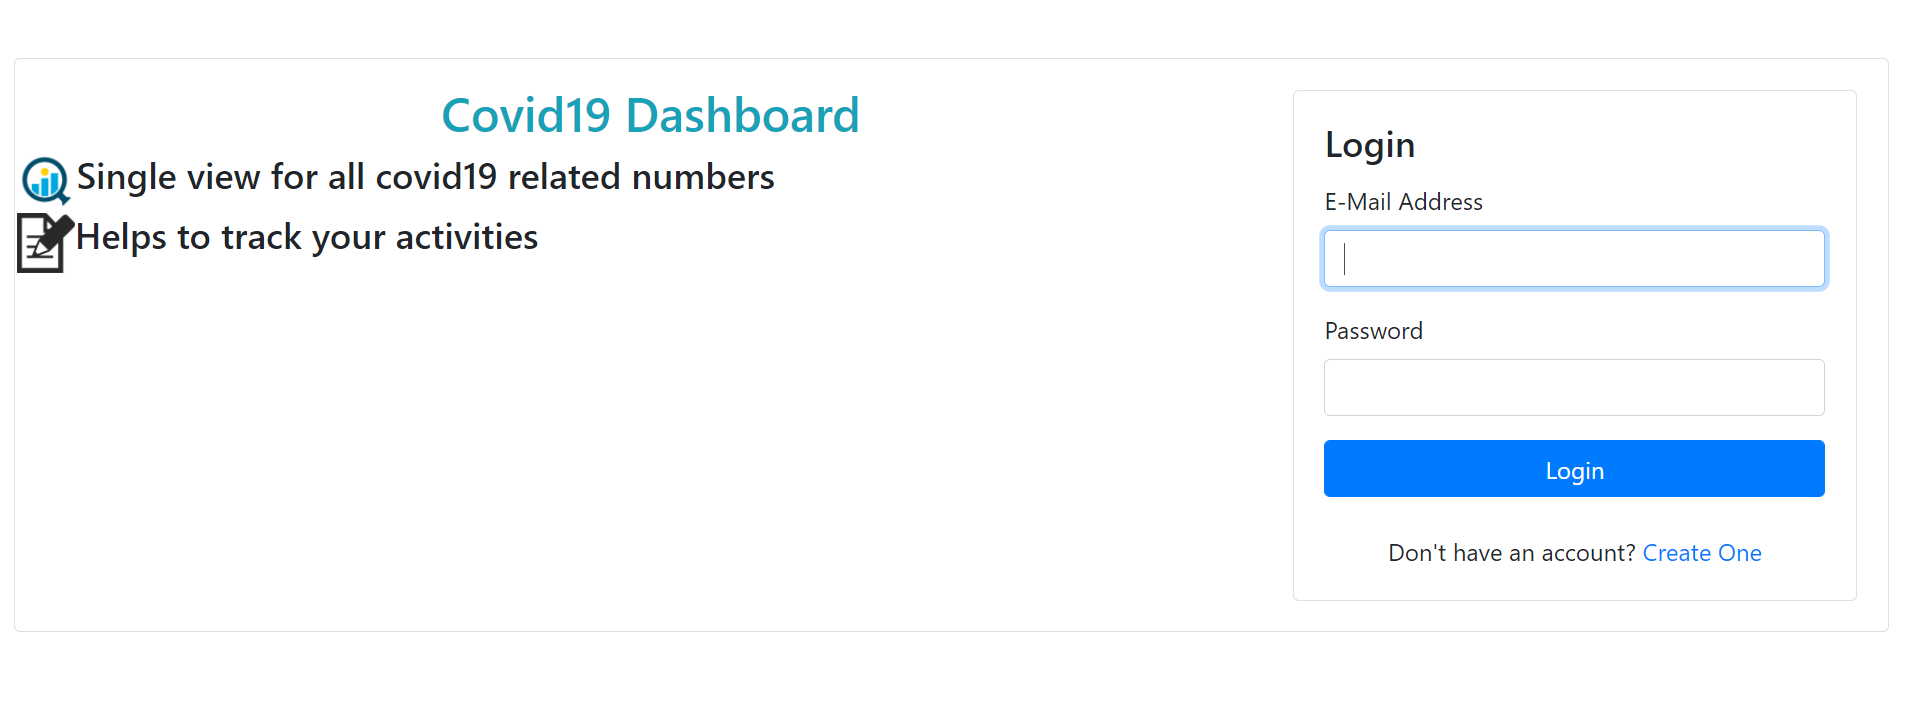 Covid19 Dashboard
Single view for all covid19 related numbers
Helps to track your activities
Login
E-Mail Address
Password
Login
Don't have an account? Create One